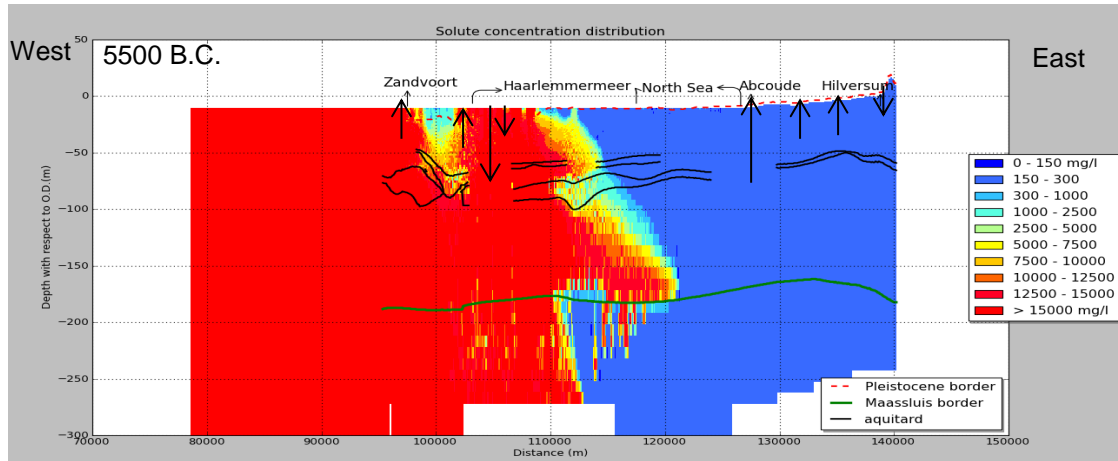 Solute concentration distribution
West
5500 B.C.
East
Zandvoort
Haarlemmermeer
North Sea
Abcoude
Hilversum
50
0
−50
−100
−150
−200
−250
−300
Depth with respect to O.D.(m)
70000
80000
90000
100000
110000
120000
130000
140000
150000
Distance (m)
0 - 150 mg/l
150 - 300
300 - 1000
1000 - 2500
2500 - 5000
5000 - 7500
7500 - 10000
10000 - 12500
12500 - 15000
> 15000 mg/l
Pleistocene border
Maassluis border
aquitard